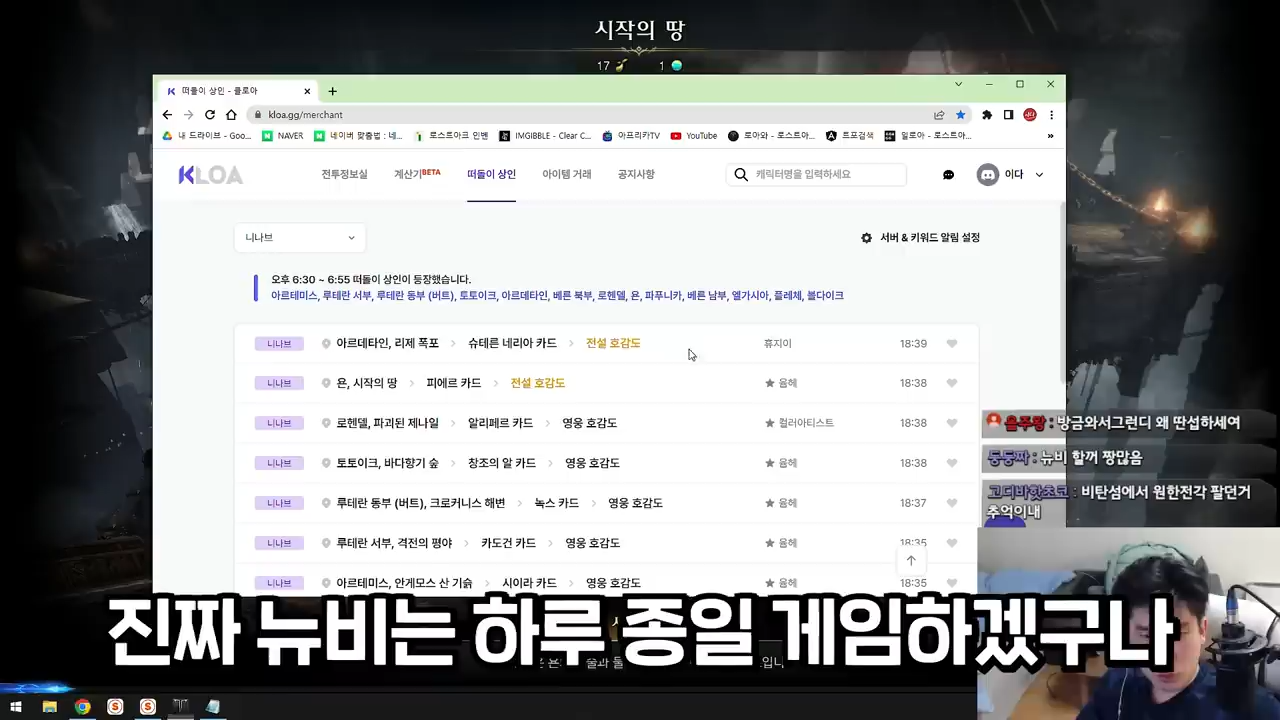 시작의 땅
17 1
떠돌이 상인 - 클로아
kloa.gg/merchant
내 드라이브 - Goo...
NAVER
네이버 맞춤법 : 네...
로스트아크 인벤
IMGIBBLE - Clear C...
아프리카TV
YouTube
로아와 - 로스트아...
트포검색
일로아 - 로스트아...
KLOA
전투정보실
계산기BETA
떠돌이 상인
아이템 거래
공지사항
캐릭터명을 입력하세요
이다
니나브
서버 & 키워드 알림 설정
오후 6:30 ~ 6:55 떠돌이 상인이 등장했습니다.
아르테미스, 루테란 서부, 루테란 동부 (버트), 토토이크, 아르데타인, 베른 북부, 로헨델, 욘, 파푸니카, 베른 남부, 엘가시아, 플레체, 볼다이크
니나브 아르데타인, 리제 폭포 > 슈테른 네리아 카드 > 전설 호감도 휴지이 18:39
니나브 욘, 시작의 땅 > 피에르 카드 > 전설 호감도 ★ 윰헤 18:38
니나브 로헨델, 파괴된 제나일 > 알리페르 카드 > 영웅 호감도 ★ 컬러아티스트 18:38
니나브 토토이크, 바다향기 숲 > 창조의 알 카드 > 영웅 호감도 ★ 윰헤 18:38
니나브 루테란 동부 (버트), 크로커니스 해변 > 녹스 카드 > 영웅 호감도 ★ 윰헤 18:37
니나브 루테란 서부, 격전의 평야 > 카도건 카드 > 영웅 호감도 ★ 윰헤 18:35
니나브 아르테미스, 안게모스 산 기슭 > 시이라 카드 > 영웅 호감도 ★ 윰헤 18:35
율주왕 : 방금와서그런디 왜 딴섭하세여
둥둥짜 : 뉴비 할꺼 짱많음
고디바핫초코 : 비탄섬에서 원한전각 팔던거
추억이내
진짜 뉴비는 하루 종일 게임하겠구나